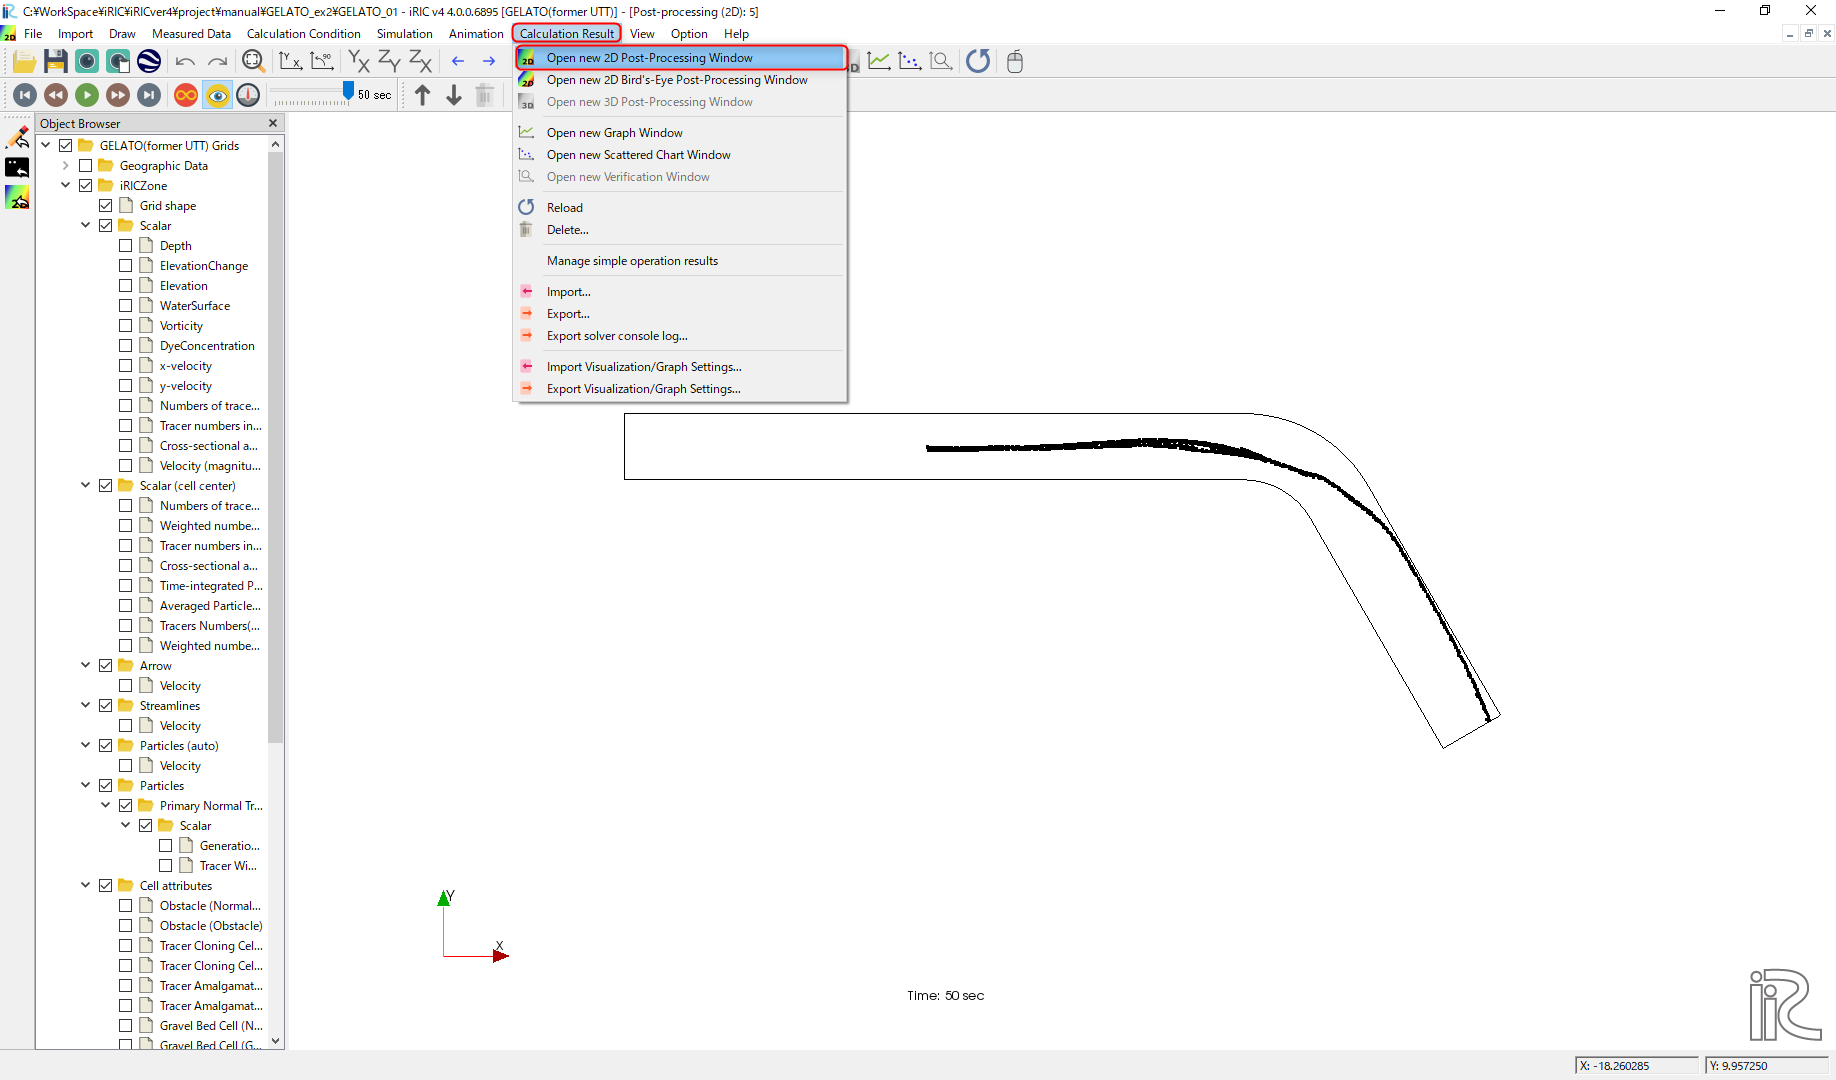 C:¥WorkSpace¥iRIC¥iRICver4¥project¥manual¥GELATO_ex2¥GELATO_01 - iRIC v4 4.0.0.6895 [GELATO(former UTT)] - [Post-processing (2D): 5]
File Import Draw Measured Data Calculation Condition Simulation Animation Calculation Result View Option Help
50 sec
Open new 2D Post-Processing Window
Open new 2D Bird's-Eye Post-Processing Window
Open new 3D Post-Processing Window
Open new Graph Window
Open new Scattered Chart Window
Open new Verification Window
Reload
Delete...
Manage simple operation results
Import...
Export...
Export solver console log...
Import Visualization/Graph Settings...
Export Visualization/Graph Settings...
Object Browser
GELATO(former UTT) Grids
Geographic Data
iRICZone
Grid shape
Scalar
Depth
ElevationChange
Elevation
WaterSurface
Vorticity
DyeConcentration
x-velocity
y-velocity
Numbers of trace...
Tracer numbers in...
Cross-sectional a...
Velocity (magnitu...
Scalar (cell center)
Numbers of trace...
Weighted numbe...
Tracer numbers in...
Cross-sectional a...
Time-integrated P...
Averaged Particle...
Tracers Numbers(...
Weighted numbe...
Arrow
Velocity
Streamlines
Velocity
Particles (auto)
Velocity
Particles
Primary Normal Tr...
Scalar
Generatio...
Tracer Wi...
Cell attributes
Obstacle (Normal...
Obstacle (Obstacle)
Tracer Cloning Cel...
Tracer Cloning Cel...
Tracer Amalgamat...
Tracer Amalgamat...
Gravel Bed Cell (N...
Gravel Bed Cell (G...
Y
X
Time: 50 sec
iRIC
X: -18.260285
Y: 9.957250